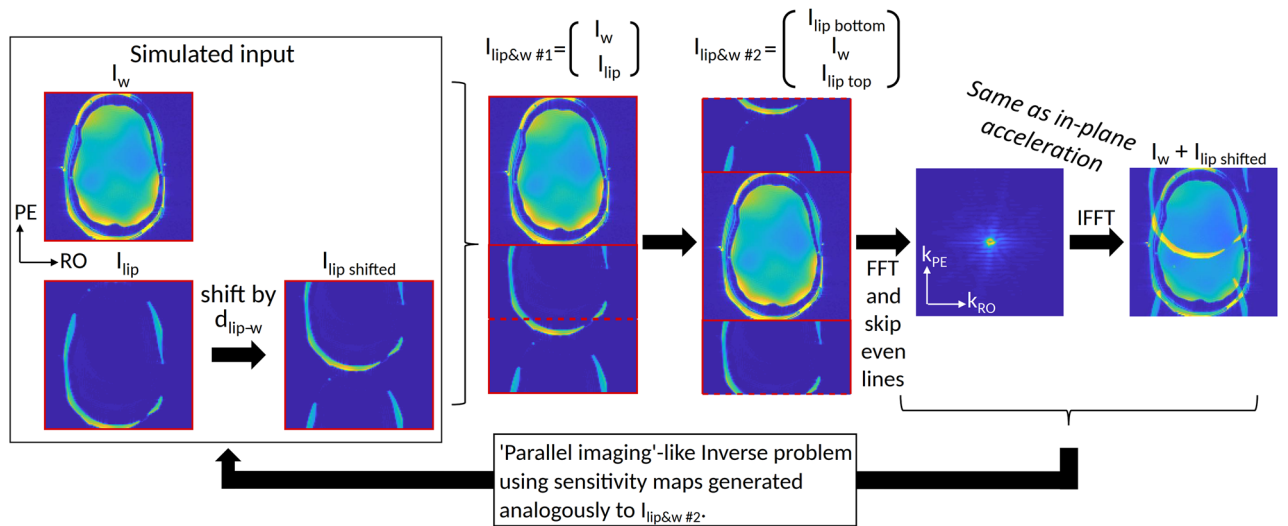 Simulated input
I_w
PE
RO
I_lip
shift by
d_lip-w
I_lip shifted
I_lip&w #1 = ( I_w
I_lip )
I_lip&w #2 = ( I_lip bottom
I_w
I_lip top )
FFT
and
skip
even
lines
Same as in-plane
acceleration
k_PE
k_RO
IFFT
I_w + I_lip shifted
'Parallel imaging'-like Inverse problem
using sensitivity maps generated
analogously to I_lip&w #2.